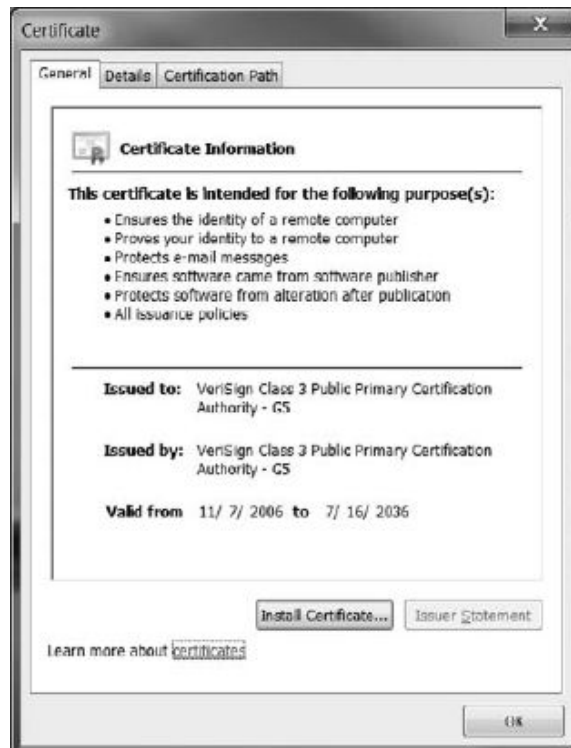 Certificate
X
General Details Certification Path
Certificate Information
This certificate is intended for the following purpose(s):
• Ensures the identity of a remote computer
• Proves your identity to a remote computer
• Protects e-mail messages
• Ensures software came from software publisher
• Protects software from alteration after publication
• All issuance policies
Issued to: VeriSign Class 3 Public Primary Certification
Authority - G5
Issued by: VeriSign Class 3 Public Primary Certification
Authority - G5
Valid from 11/ 7/ 2006 to 7/ 16/ 2036
Install Certificate... Issuer Statement
Learn more about certificates
OK